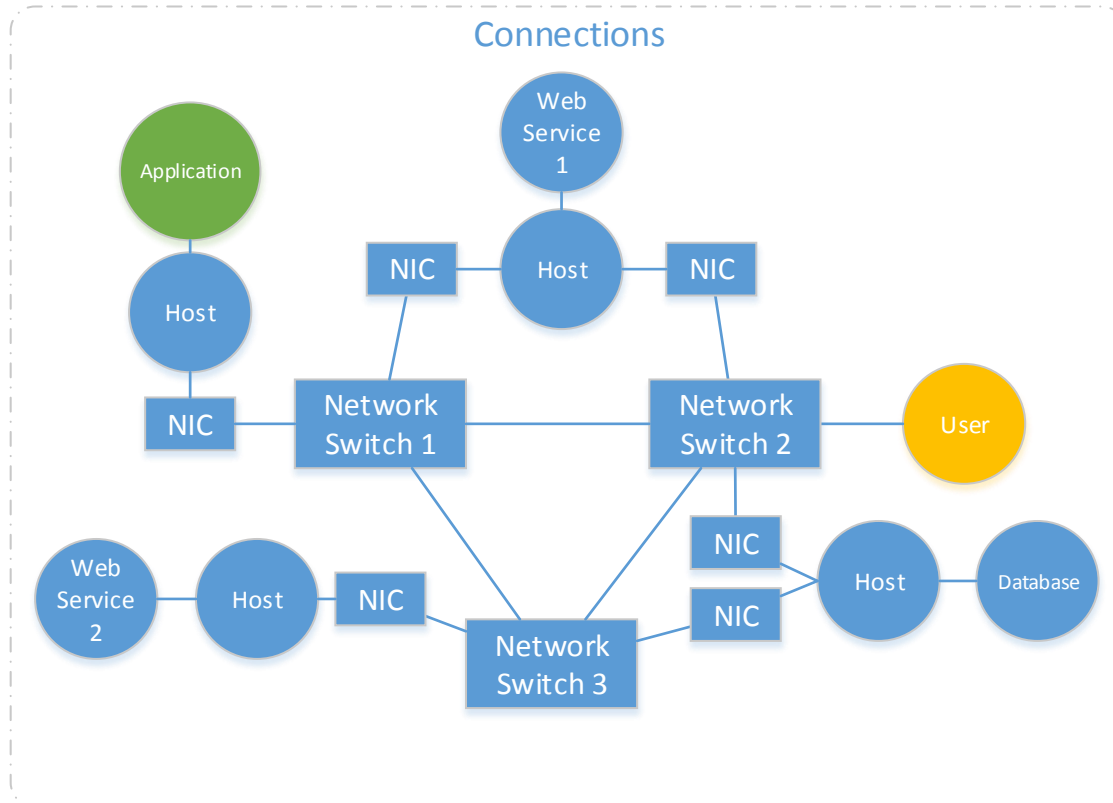 Connections
Web
Service
1
Application
NIC
Host
NIC
Host
NIC
Network
Switch 1
Network
Switch 2
User
NIC
Host
Database
Web
Service
2
Host
NIC
NIC
Network
Switch 3